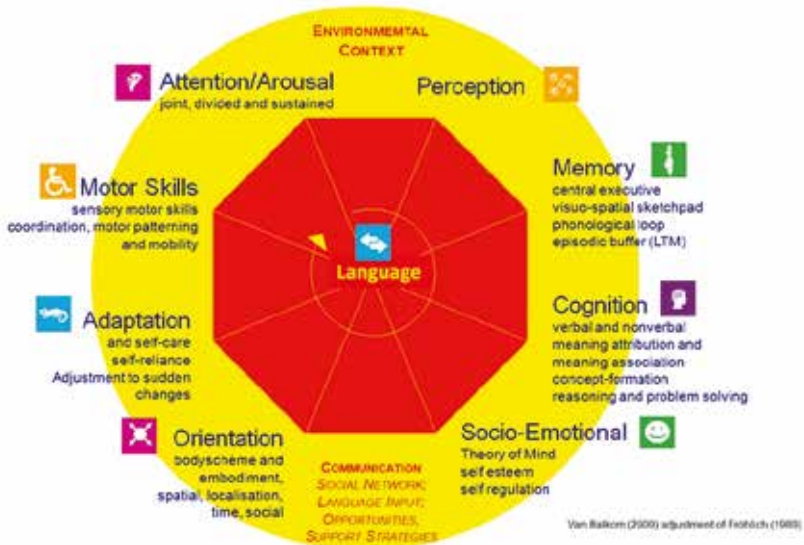 ENVIRONMEMTAL
CONTEXT
Attention/Arousal
joint, divided and sustained
Perception
Motor Skills
sensory motor skills
coordination, motor patterning
and mobility
Memory
central executive
visuo-spatial sketchpad
phonological loop
episodic buffer (LTM)
Language
Adaptation
and self-care
self-reliance
Adjustment to sudden
changes
Cognition
verbal and nonverbal
meaning attribution and
meaning association
concept-formation
reasoning and problem solving
Orientation
bodyscheme and
embodiment,
spatial, localisation,
time, social
Socio-Emotional
Theory of Mind
self esteem
self regulation
COMMUNICATION
SOCIAL NETWORK;
LANGUAGE INPUT;
OPPORTUNITIES,
SUPPORT STRATEGIES
Van Balkom (2009) adjustment of Fröhlich (1989)